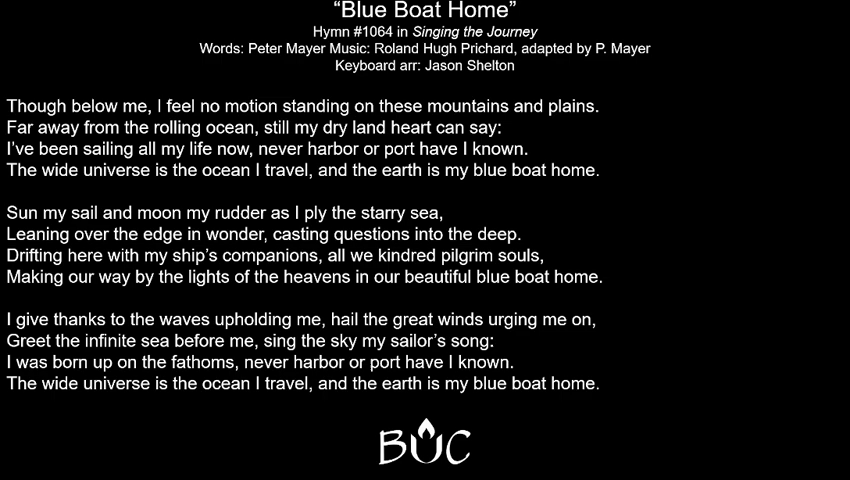 “Blue Boat Home”
Hymn #1064 in Singing the Journey
Words: Peter Mayer Music: Roland Hugh Prichard, adapted by P. Mayer
Keyboard arr: Jason Shelton
Though below me, I feel no motion standing on these mountains and plains.
Far away from the rolling ocean, still my dry land heart can say:
I’ve been sailing all my life now, never harbor or port have I known.
The wide universe is the ocean I travel, and the earth is my blue boat home.
Sun my sail and moon my rudder as I ply the starry sea,
Leaning over the edge in wonder, casting questions into the deep.
Drifting here with my ship’s companions, all we kindred pilgrim souls,
Making our way by the lights of the heavens in our beautiful blue boat home.
I give thanks to the waves upholding me, hail the great winds urging me on,
Greet the infinite sea before me, sing the sky my sailor’s song:
I was born up on the fathoms, never harbor or port have I known.
The wide universe is the ocean I travel, and the earth is my blue boat home.
BUC